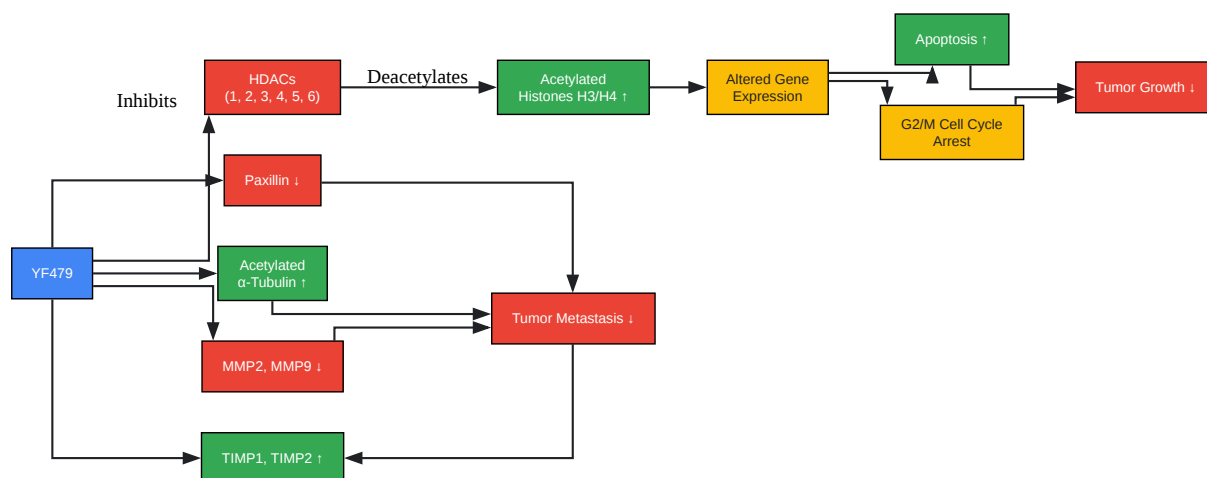 Apoptosis ↑
HDACs
(1, 2, 3, 4, 5, 6)
Deacetylates
Acetylated
Histones H3/H4 ↑
Altered Gene
Expression
Tumor Growth ↓
Inhibits
G2/M Cell Cycle
Arrest
Paxillin ↓
YF479
Acetylated
α-Tubulin ↑
Tumor Metastasis ↓
MMP2, MMP9 ↓
TIMP1, TIMP2 ↑